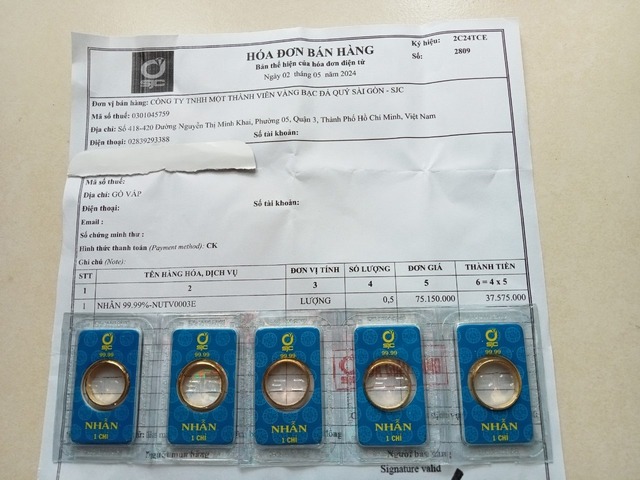 HÓA ĐƠN BÁN HÀNG
Bản thể hiện của hóa đơn điện tử
Ngày 02 tháng 05 năm 2024
Ký hiệu: 2C24TCE
Số: 2809
SJC
Đơn vị bán hàng: CÔNG TY TNHH MỘT THÀNH VIÊN VÀNG BẠC ĐÁ QUÝ SÀI GÒN - SJC
Mã số thuế: 0301045759
Địa chỉ: Số 418-420 Đường Nguyễn Thị Minh Khai, Phường 05, Quận 3, Thành Phố Hồ Chí Minh, Việt Nam
Điện thoại: 02839293388 Số tài khoản:
Mã số thuế:
Địa chỉ: GÒ VẤP
Điện thoại: Số tài khoản:
Email :
Số chứng minh thư :
Hình thức thanh toán (Payment method): CK
Ghi chú (Note):
STT TÊN HÀNG HÓA, DỊCH VỤ ĐƠN VỊ TÍNH SỐ LƯỢNG ĐƠN GIÁ THÀNH TIỀN
1 2 3 4 5 6 = 4 x 5
1 NHẪN 99.99%-NUTV0003E LƯỢNG 0,5 75.150.000 37.575.000
SJC SJC SJC SJC SJC
99.99 99.99 99.99 99.99 99.99
NHẪN NHẪN NHẪN NHẪN NHẪN
1 CHỈ 1 CHỈ 1 CHỈ 1 CHỈ 1 CHỈ
Người mua hàng
Signature valid